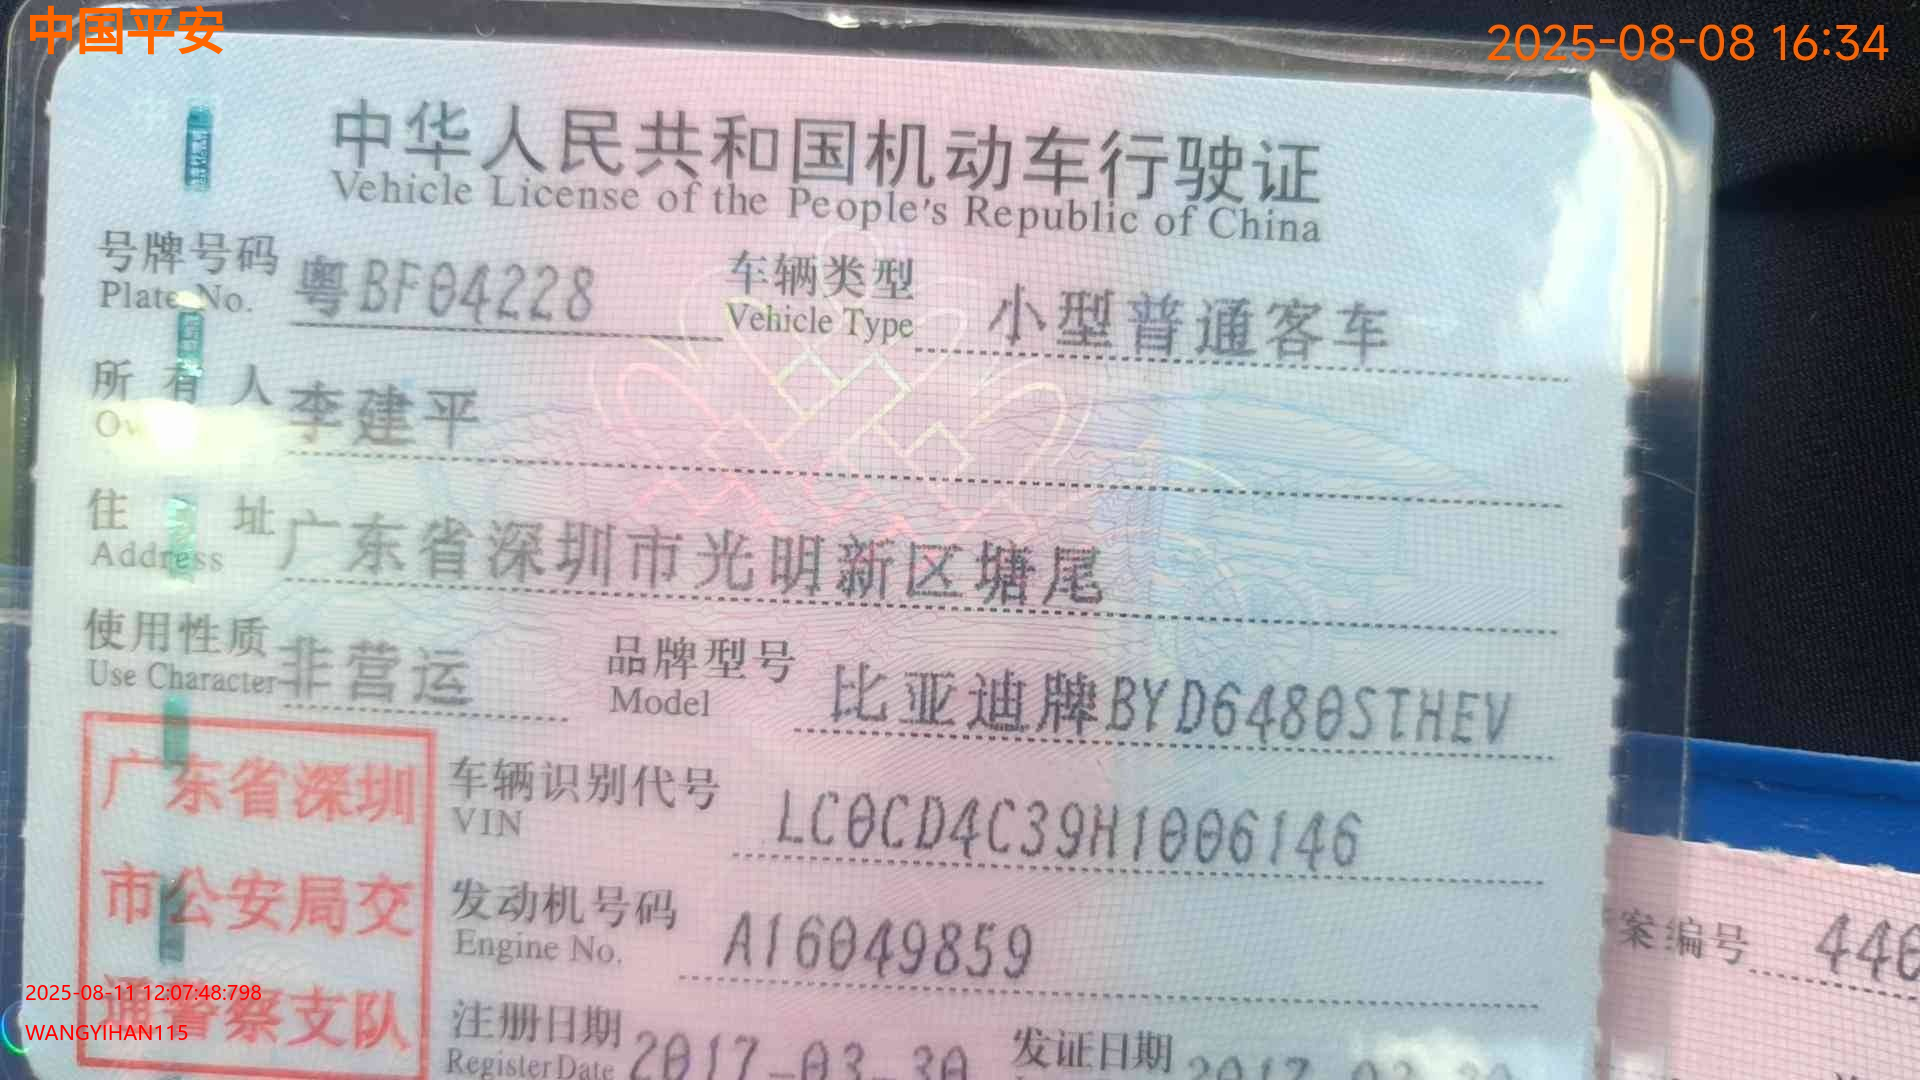 中国平安
2025-08-08 16:34
中华人民共和国机动车行驶证
Vehicle License of the People's Republic of China
号牌号码 粤BF04228 车辆类型 小型普通客车
Plate No. Vehicle Type
所有人 李建平
住址 广东省深圳市光明新区塘尾
Address
使用性质 非营运 品牌型号 比亚迪牌BYD6480STHEV
Use Character Model
广东省深圳
市公安局交
通警察支队
车辆识别代号 LC0CD4C39H1006146
VIN
发动机号码 A16049859
Engine No.
注册日期 2017-03-30 发证日期
Register Date
案编号 440
2025-08-11 12:07:48:798
WANGYIHAN115